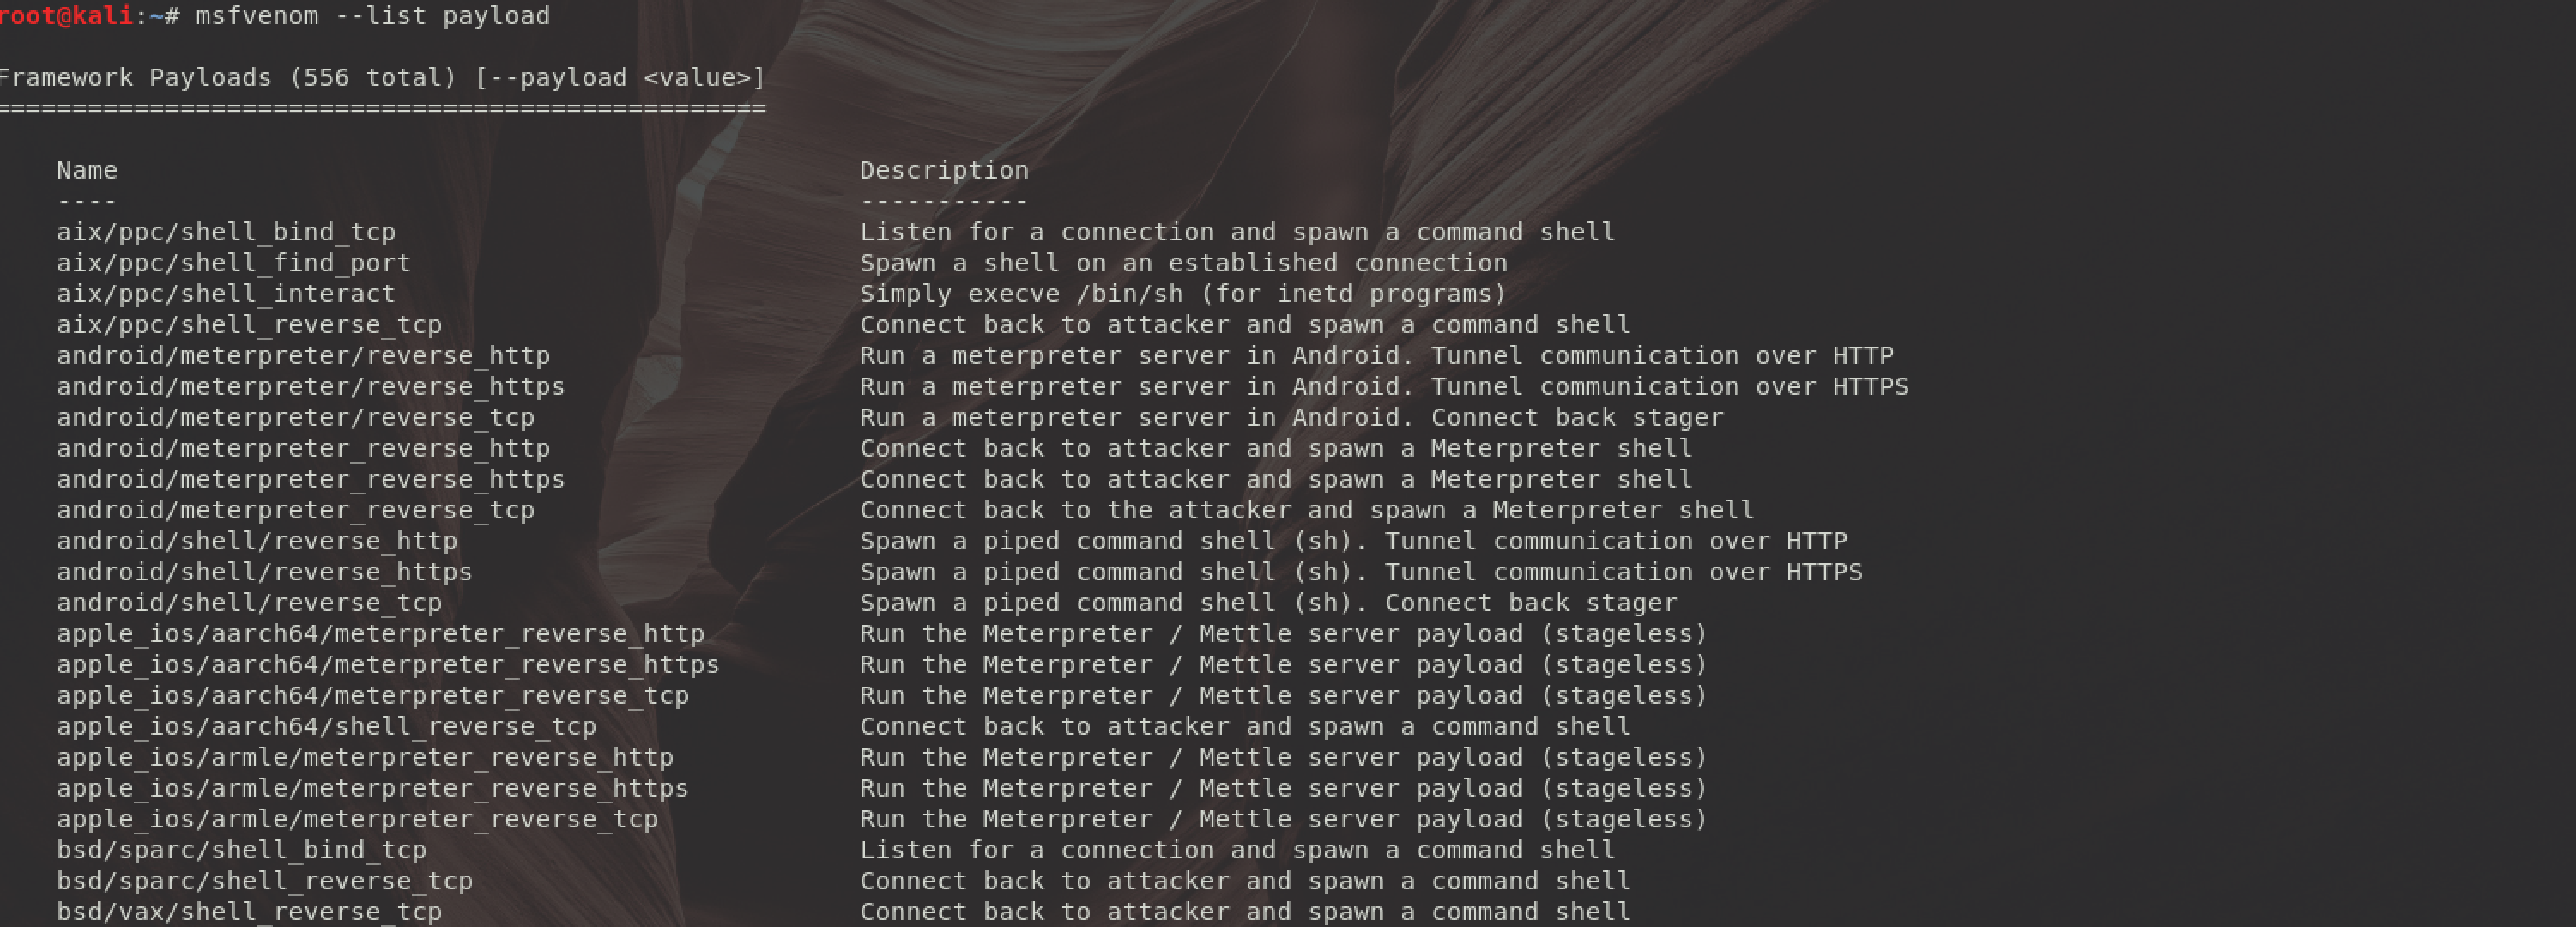 root@kali:~# msfvenom --list payload
Framework Payloads (556 total) [--payload <value>]
==================================================
Name Description
---- -----------
aix/ppc/shell_bind_tcp Listen for a connection and spawn a command shell
aix/ppc/shell_find_port Spawn a shell on an established connection
aix/ppc/shell_interact Simply execve /bin/sh (for inetd programs)
aix/ppc/shell_reverse_tcp Connect back to attacker and spawn a command shell
android/meterpreter/reverse_http Run a meterpreter server in Android. Tunnel communication over HTTP
android/meterpreter/reverse_https Run a meterpreter server in Android. Tunnel communication over HTTPS
android/meterpreter/reverse_tcp Run a meterpreter server in Android. Connect back stager
android/meterpreter_reverse_http Connect back to attacker and spawn a Meterpreter shell
android/meterpreter_reverse_https Connect back to attacker and spawn a Meterpreter shell
android/meterpreter_reverse_tcp Connect back to the attacker and spawn a Meterpreter shell
android/shell/reverse_http Spawn a piped command shell (sh). Tunnel communication over HTTP
android/shell/reverse_https Spawn a piped command shell (sh). Tunnel communication over HTTPS
android/shell/reverse_tcp Spawn a piped command shell (sh). Connect back stager
apple_ios/aarch64/meterpreter_reverse_http Run the Meterpreter / Mettle server payload (stageless)
apple_ios/aarch64/meterpreter_reverse_https Run the Meterpreter / Mettle server payload (stageless)
apple_ios/aarch64/meterpreter_reverse_tcp Run the Meterpreter / Mettle server payload (stageless)
apple_ios/aarch64/shell_reverse_tcp Connect back to attacker and spawn a command shell
apple_ios/armle/meterpreter_reverse_http Run the Meterpreter / Mettle server payload (stageless)
apple_ios/armle/meterpreter_reverse_https Run the Meterpreter / Mettle server payload (stageless)
apple_ios/armle/meterpreter_reverse_tcp Run the Meterpreter / Mettle server payload (stageless)
bsd/sparc/shell_bind_tcp Listen for a connection and spawn a command shell
bsd/sparc/shell_reverse_tcp Connect back to attacker and spawn a command shell
bsd/vax/shell_reverse_tcp Connect back to attacker and spawn a command shell